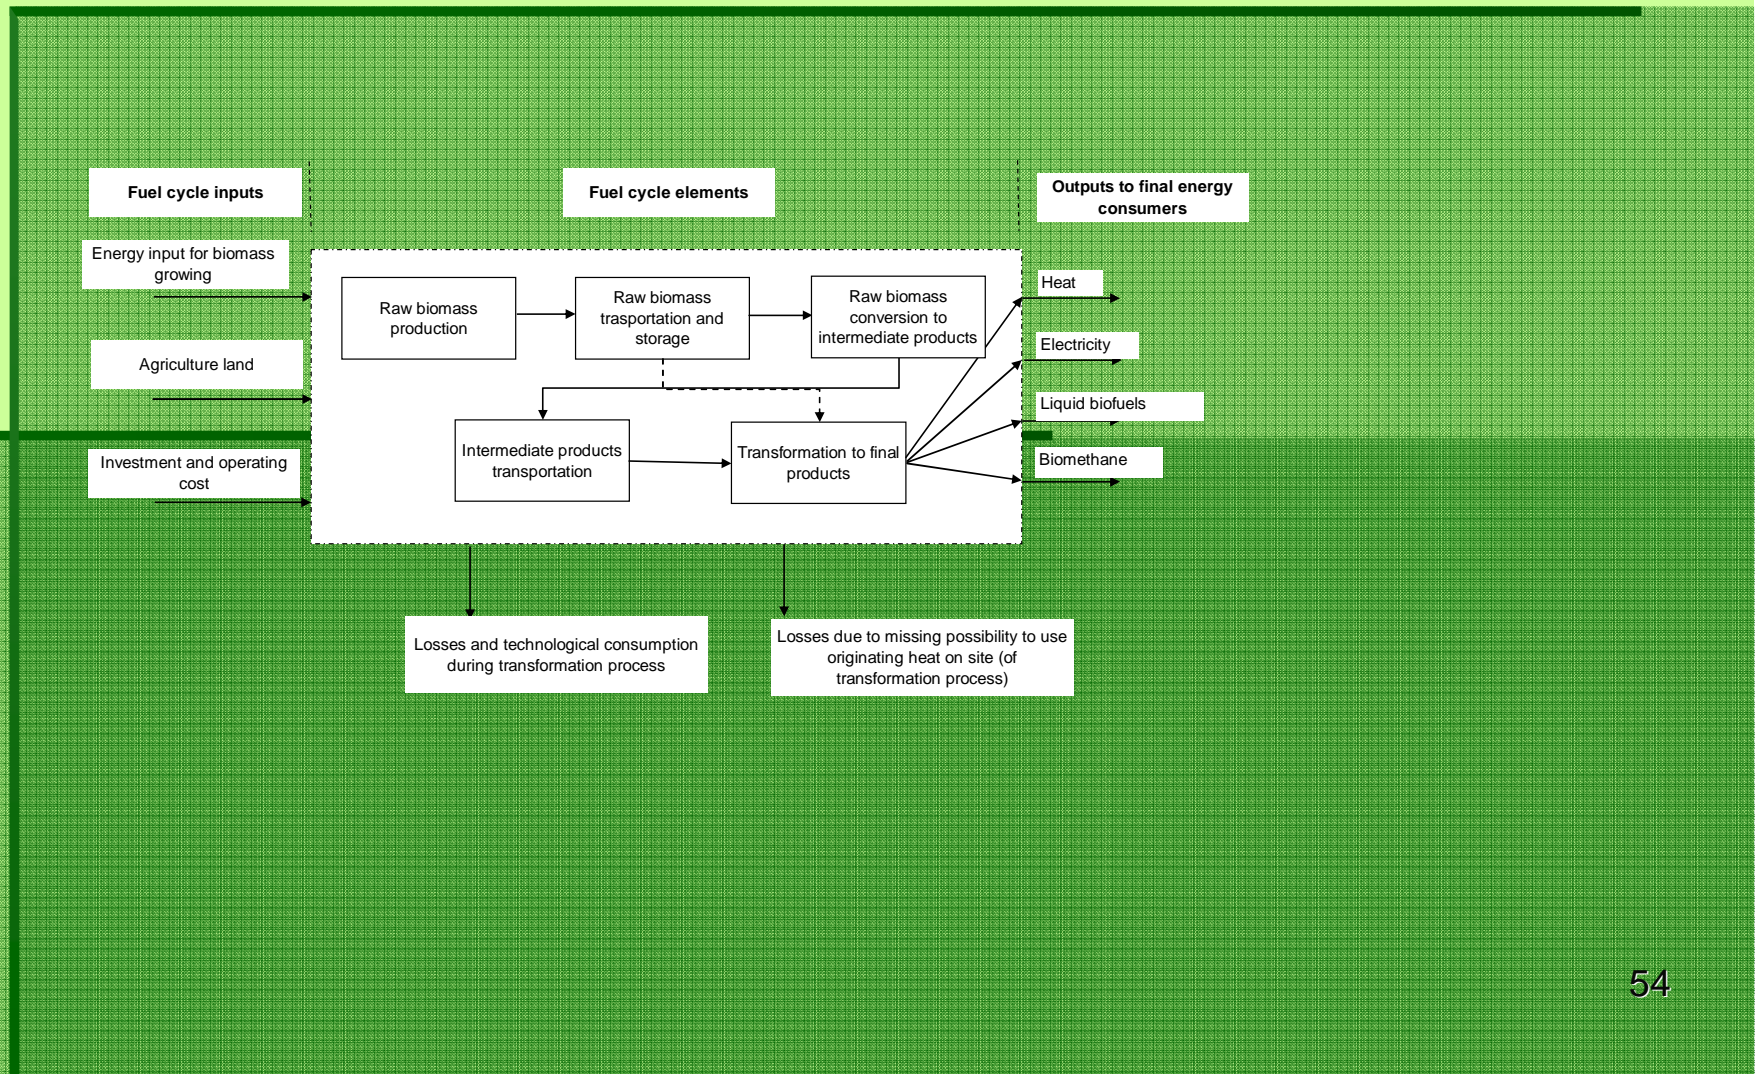 Fuel cycle inputs
Fuel cycle elements
Outputs to final energy
consumers
Energy input for biomass
growing
Agriculture land
Investment and operating
cost
Raw biomass
production
Raw biomass
trasportation and
storage
Raw biomass
conversion to
intermediate products
Intermediate products
transportation
Transformation to final
products
Heat
Electricity
Liquid biofuels
Biomethane
Losses and technological consumption
during transformation process
Losses due to missing possibility to use
originating heat on site (of
transformation process)
54